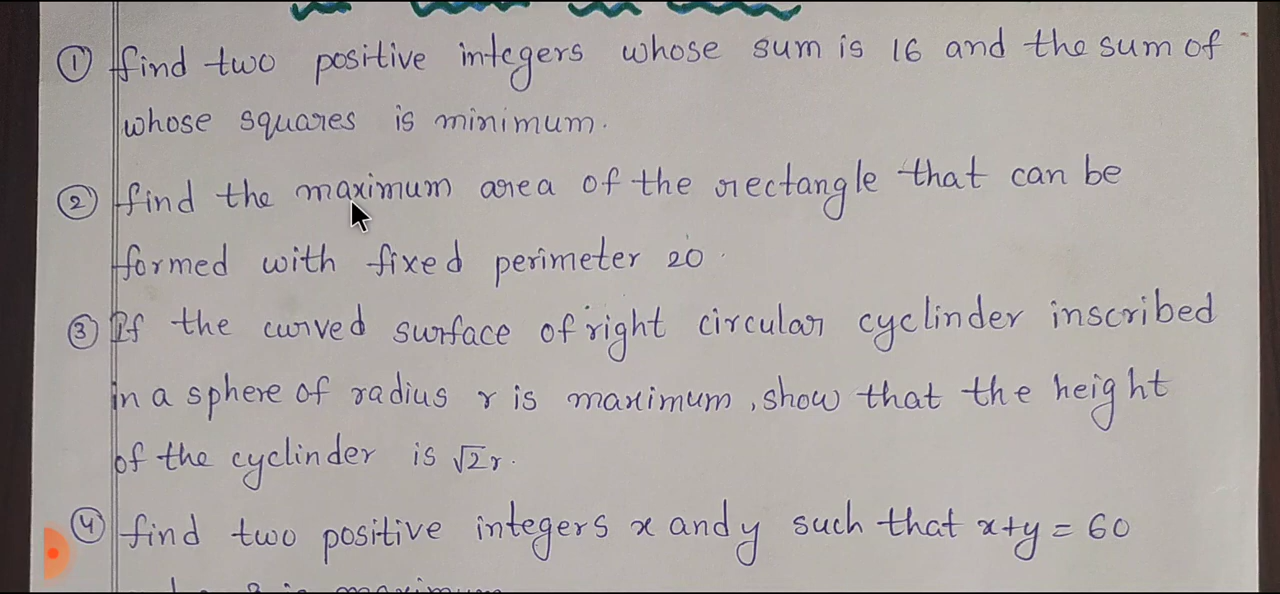 ① find two positive integers whose sum is 16 and the sum of
whose squares is minimum.
② find the maximum area of the rectangle that can be
formed with fixed perimeter 20.
③ If the curved surface of right circular cyclinder inscribed
in a sphere of radius r is maximum, show that the height
of the cyclinder is √2r.
④ find two positive integers x and y such that x+y = 60
is maximum